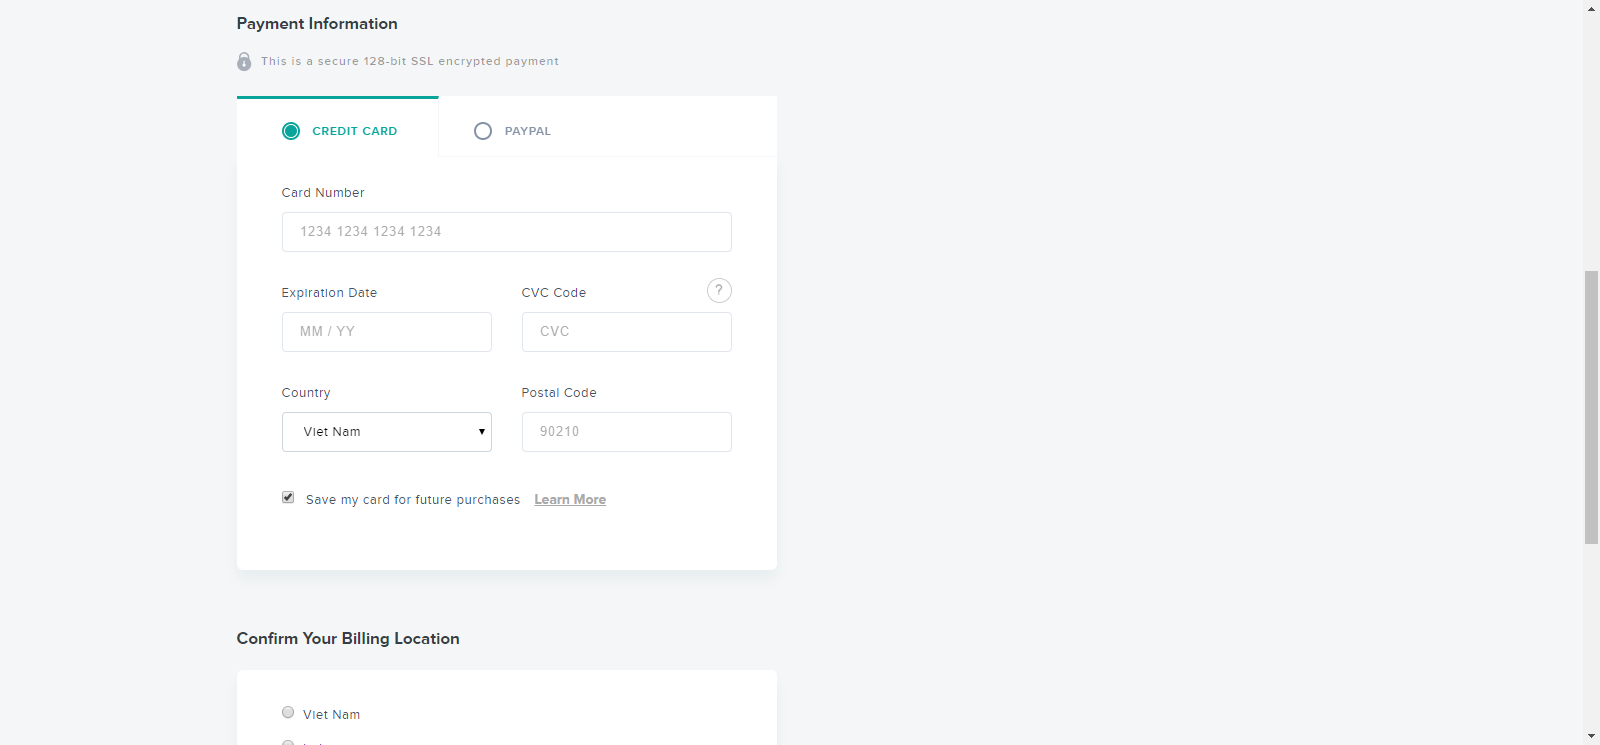 Payment Information
This is a secure 128-bit SSL encrypted payment
CREDIT CARD
PAYPAL
Card Number
1234 1234 1234 1234
Expiration Date
CVC Code
?
MM / YY
CVC
Country
Postal Code
Viet Nam
90210
Save my card for future purchases Learn More
Confirm Your Billing Location
Viet Nam